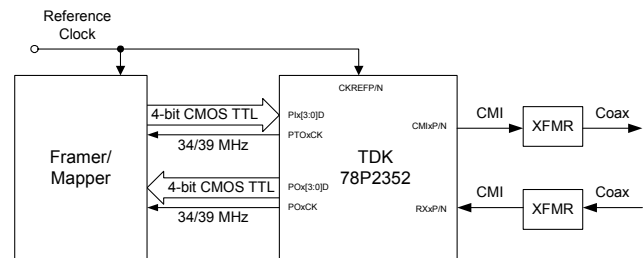 Reference
Clock
CKREFP/N
4-bit CMOS TTL
PIx[3:0]D
PTOxCK
34/39 MHz
CMIxP/N
CMI
XFMR
Coax
Framer/
Mapper
TDK
78P2352
4-bit CMOS TTL
POx[3:0]D
POxCK
34/39 MHz
RXxP/N
CMI
XFMR
Coax